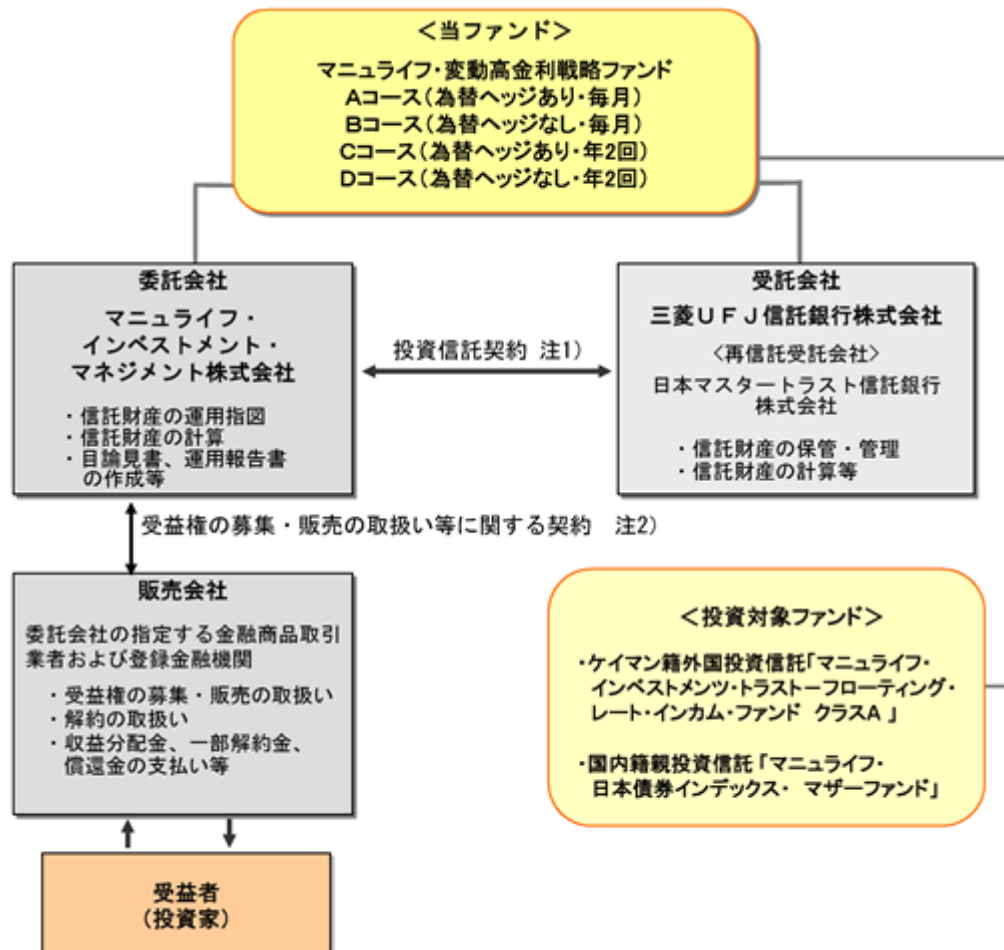 ＜当ファンド＞
マニュライフ・変動高金利戦略ファンド
Aコース（為替ヘッジあり・毎月）
Bコース（為替ヘッジなし・毎月）
Cコース（為替ヘッジあり・年2回）
Dコース（為替ヘッジなし・年2回）
委託会社
マニュライフ・
インベストメント・
マネジメント株式会社
・信託財産の運用指図
・信託財産の計算
・目論見書、運用報告書
の作成等
投資信託契約 注1）
受託会社
三菱ＵＦＪ信託銀行株式会社
＜再信託受託会社＞
日本マスタートラスト信託銀行
株式会社
・信託財産の保管・管理
・信託財産の計算等
受益権の募集・販売の取扱い等に関する契約　注2）
販売会社
委託会社の指定する金融商品取引
業者および登録金融機関
・受益権の募集・販売の取扱い
・解約の取扱い
・収益分配金、一部解約金、
償還金の支払い等
＜投資対象ファンド＞
・ケイマン籍外国投資信託「マニュライフ・
インベストメンツ・トラストーフローティング・
レート・インカム・ファンド　クラスA 」
・国内籍親投資信託「マニュライフ・
日本債券インデックス・ マザーファンド」
受益者
（投資家）